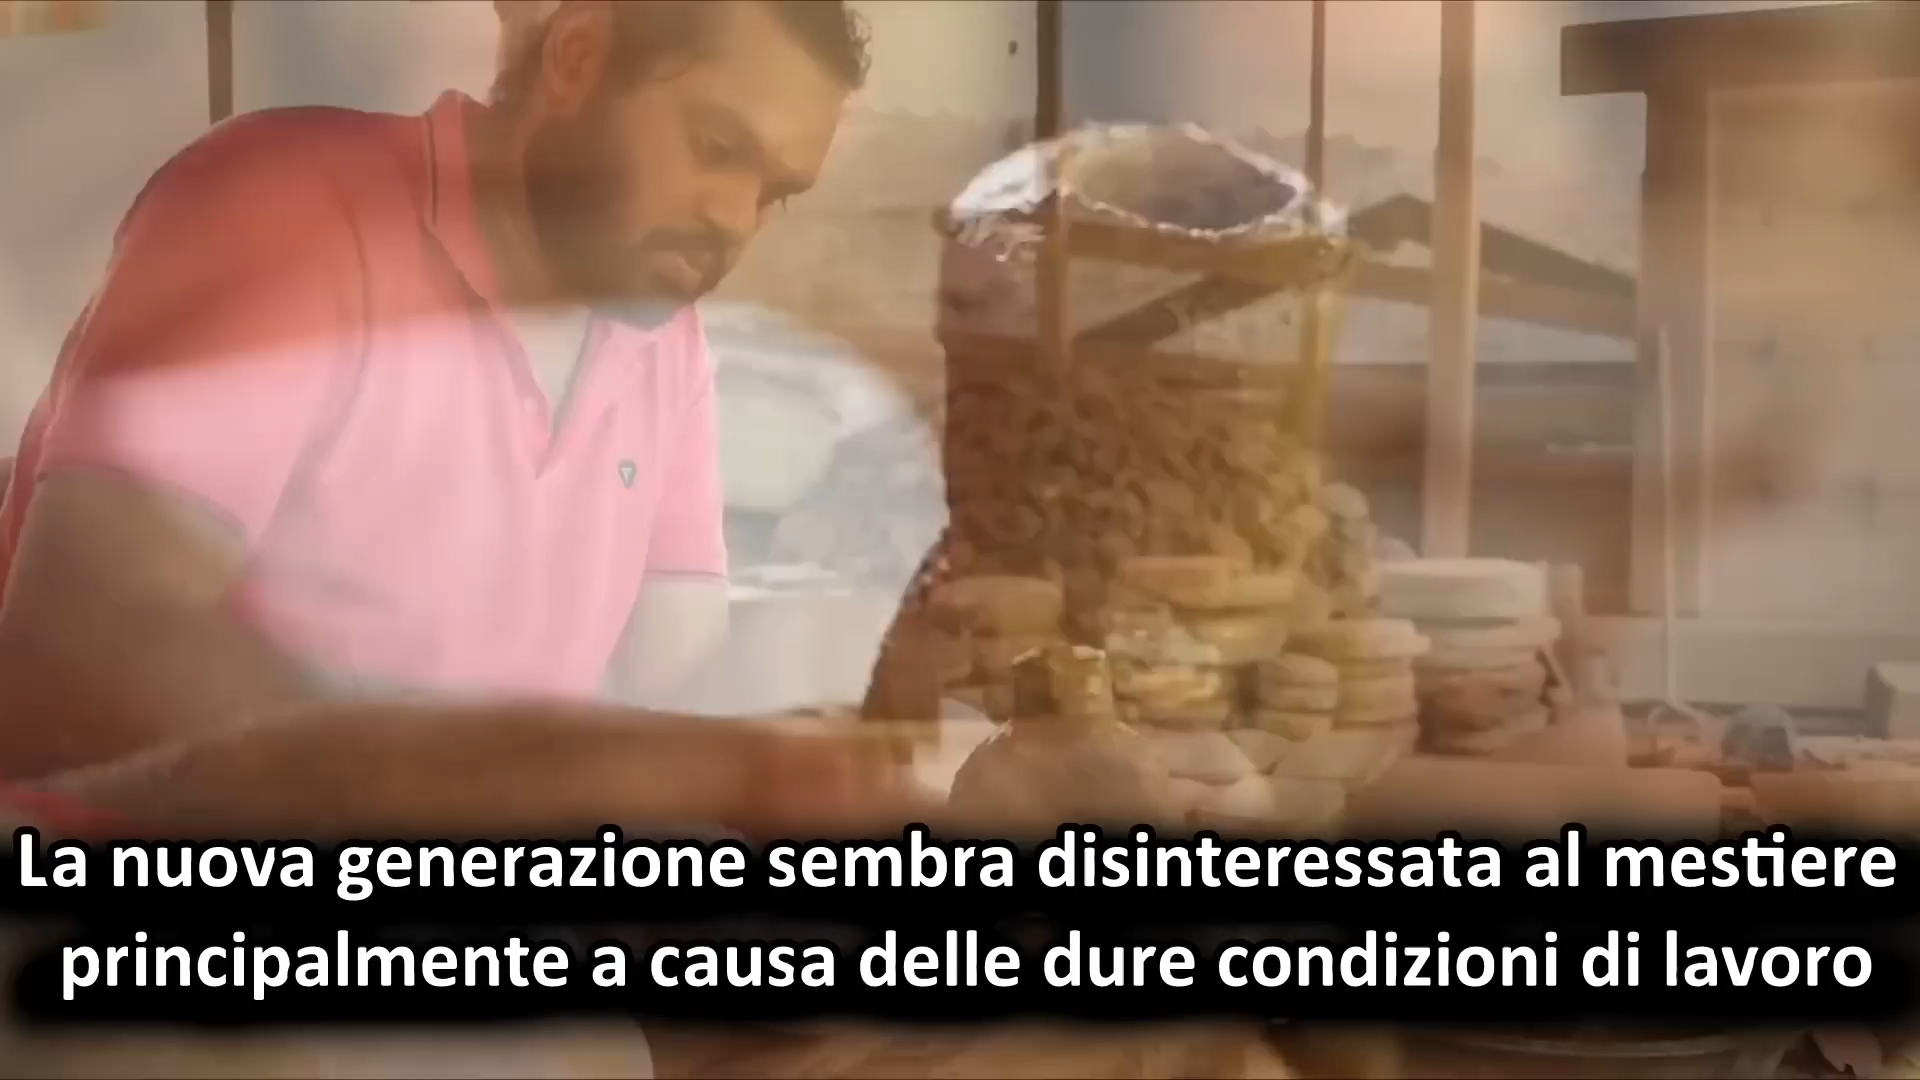 La nuova generazione sembra disinteressata al mestiere
principalmente a causa delle dure condizioni di lavoro